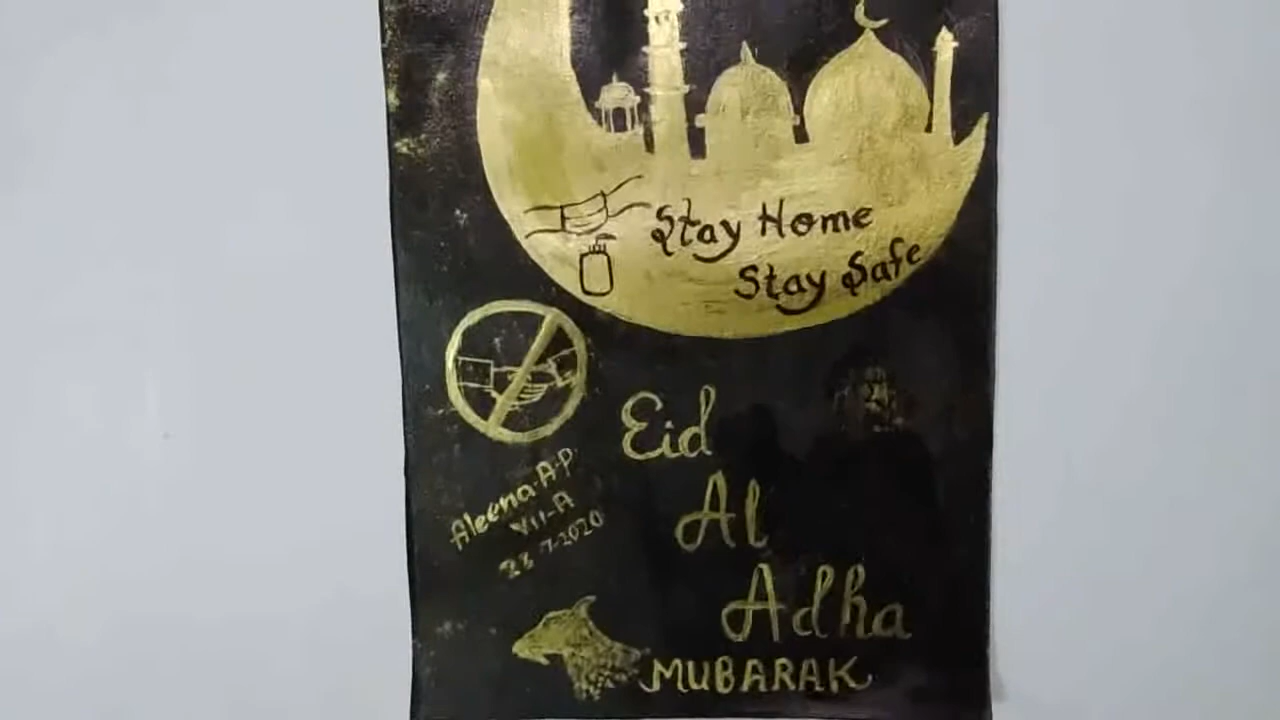 Stay Home
Stay Safe
Eid
Al
Adha
MUBARAK
Aleena.A.P
VII-A
23-7-2020